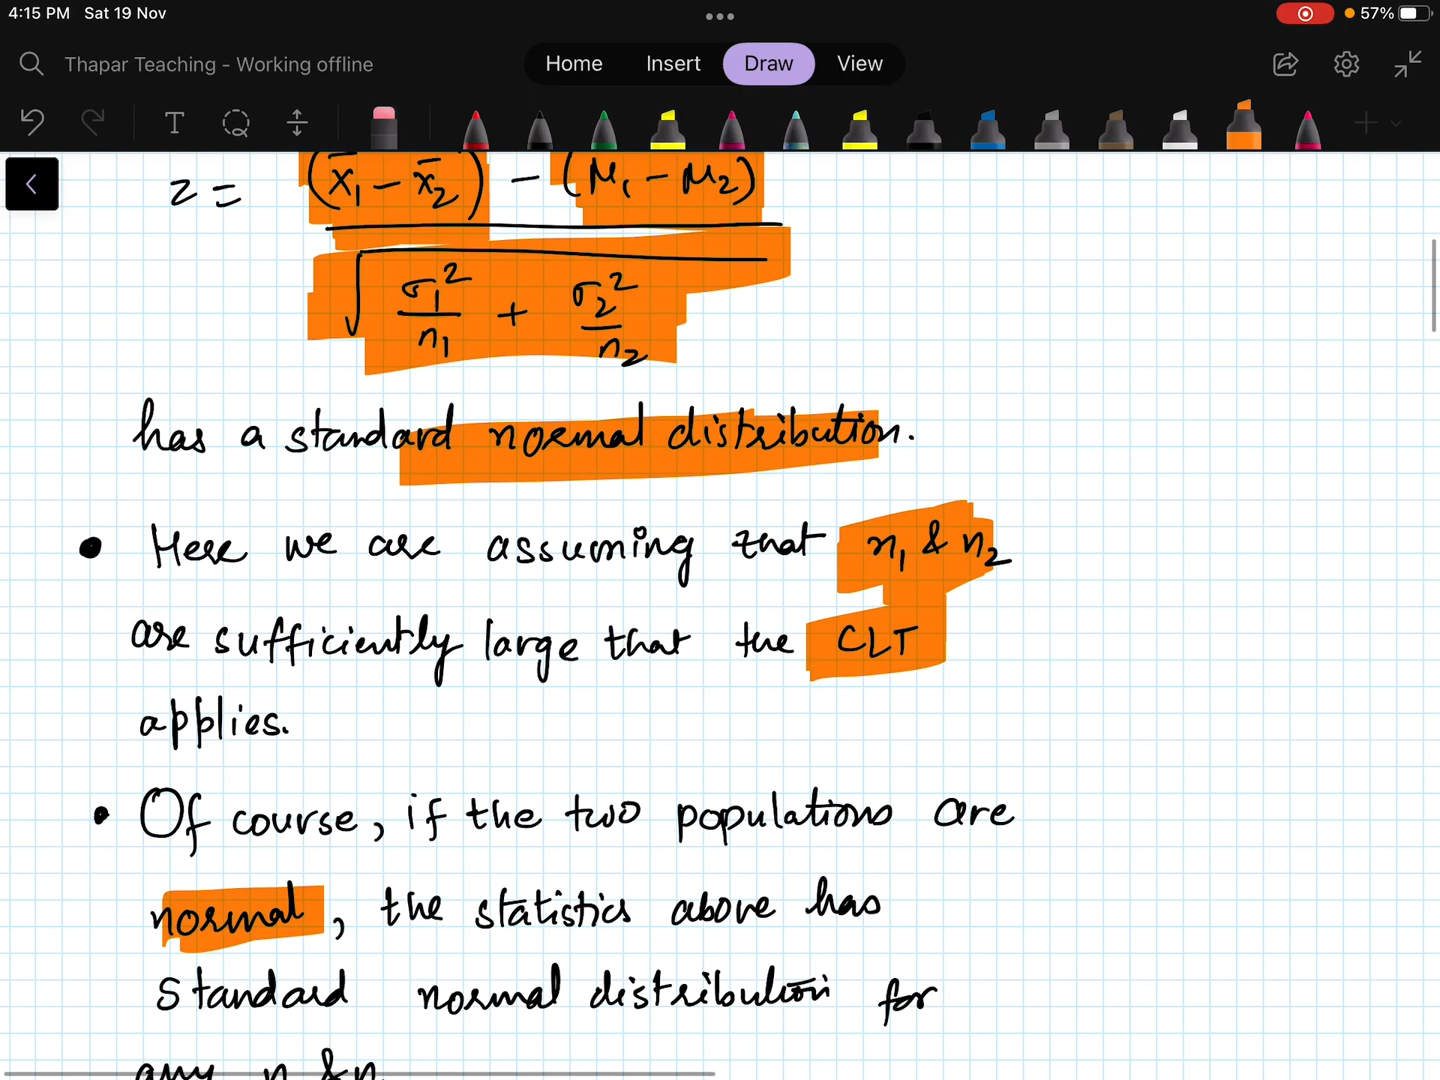 4:15 PM Sat 19 Nov
57%
Thapar Teaching - Working offline
Home Insert Draw View
T
z = (x̄₁ − x̄₂) − (μ₁ − μ₂)
√ σ₁²/n₁ + σ₂²/n₂
has a standard normal distribution.
• Here we are assuming that n₁ & n₂
are sufficiently large that the CLT
applies.
• Of course, if the two populations are
normal, the statistics above has
standard normal distribution for
any n & n